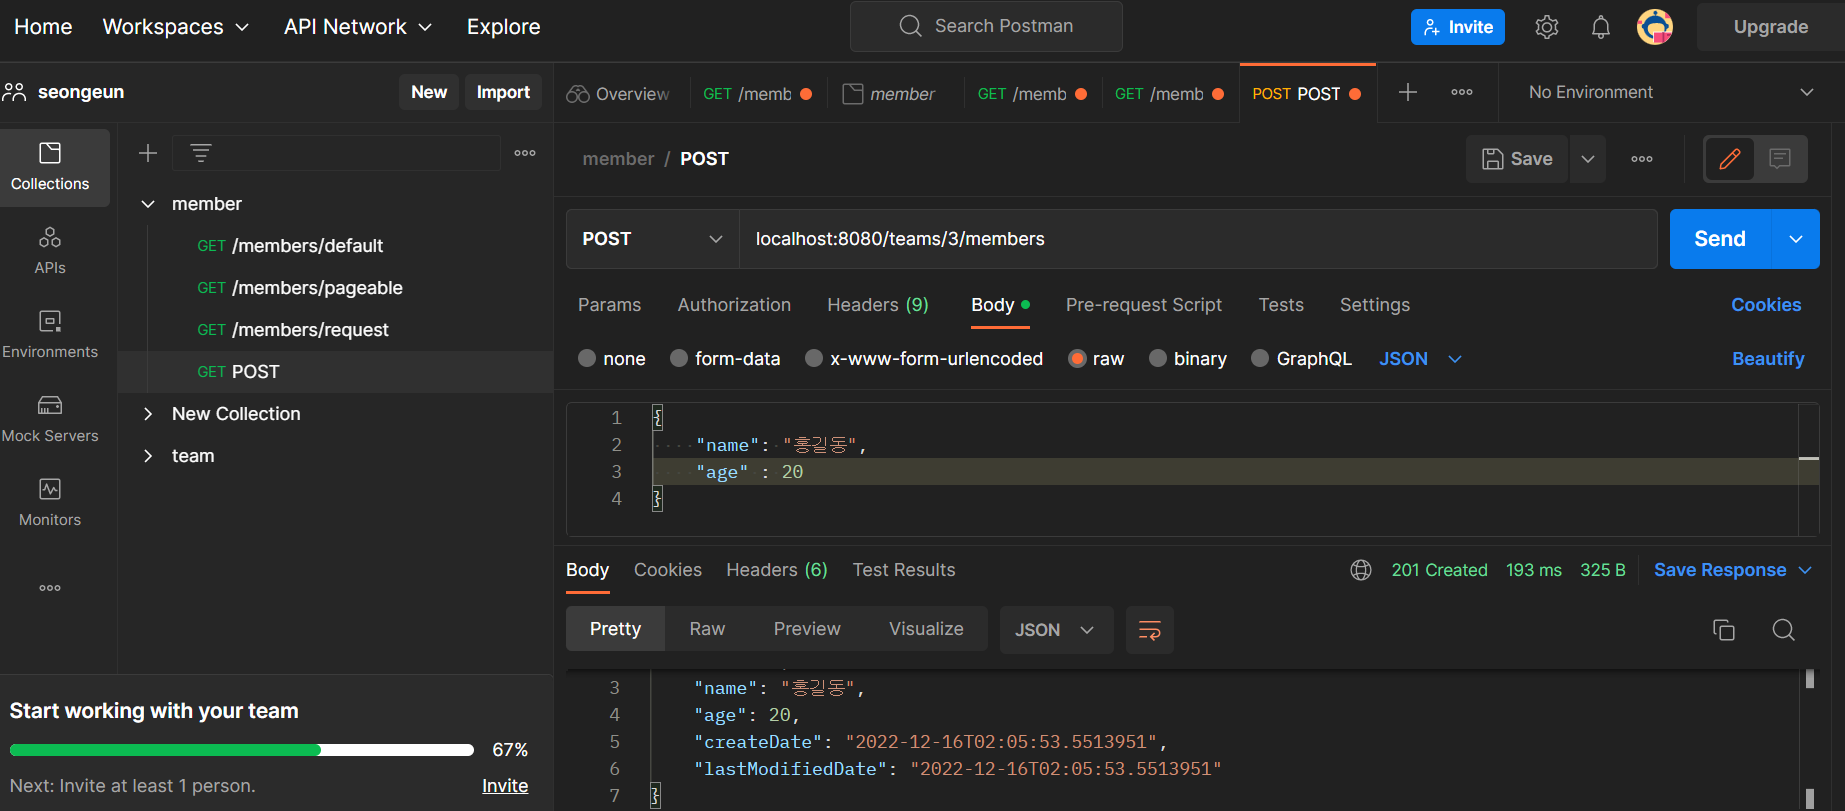 Home Workspaces API Network Explore Search Postman Invite Upgrade
seongeun New Import
Overview GET /memb member GET /memb GET /memb POST POST No Environment
Collections
APIs
Environments
Mock Servers
Monitors
member
GET /members/default
GET /members/pageable
GET /members/request
GET POST
New Collection
team
Start working with your team
67%
Next: Invite at least 1 person. Invite
member / POST Save
POST localhost:8080/teams/3/members Send
Params Authorization Headers (9) Body Pre-request Script Tests Settings Cookies
none form-data x-www-form-urlencoded raw binary GraphQL JSON Beautify
1 {
2 "name": "홍길동",
3 "age" : 20
4 }
Body Cookies Headers (6) Test Results 201 Created 193 ms 325 B Save Response
Pretty Raw Preview Visualize JSON
3 "name": "홍길동",
4 "age": 20,
5 "createDate": "2022-12-16T02:05:53.5513951",
6 "lastModifiedDate": "2022-12-16T02:05:53.5513951"
7 }